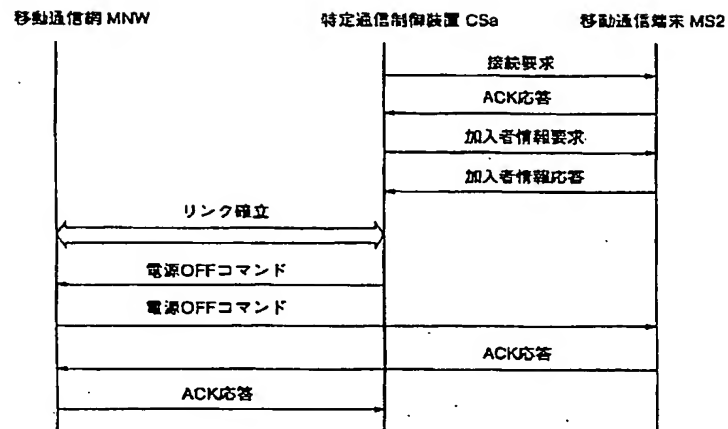 移動通信網 MNW
特定通信制御装置 CSa
移動通信端末 MS2
接続要求
ACK応答
加入者情報要求
加入者情報応答
リンク確立
電源OFFコマンド
電源OFFコマンド
ACK応答
ACK応答